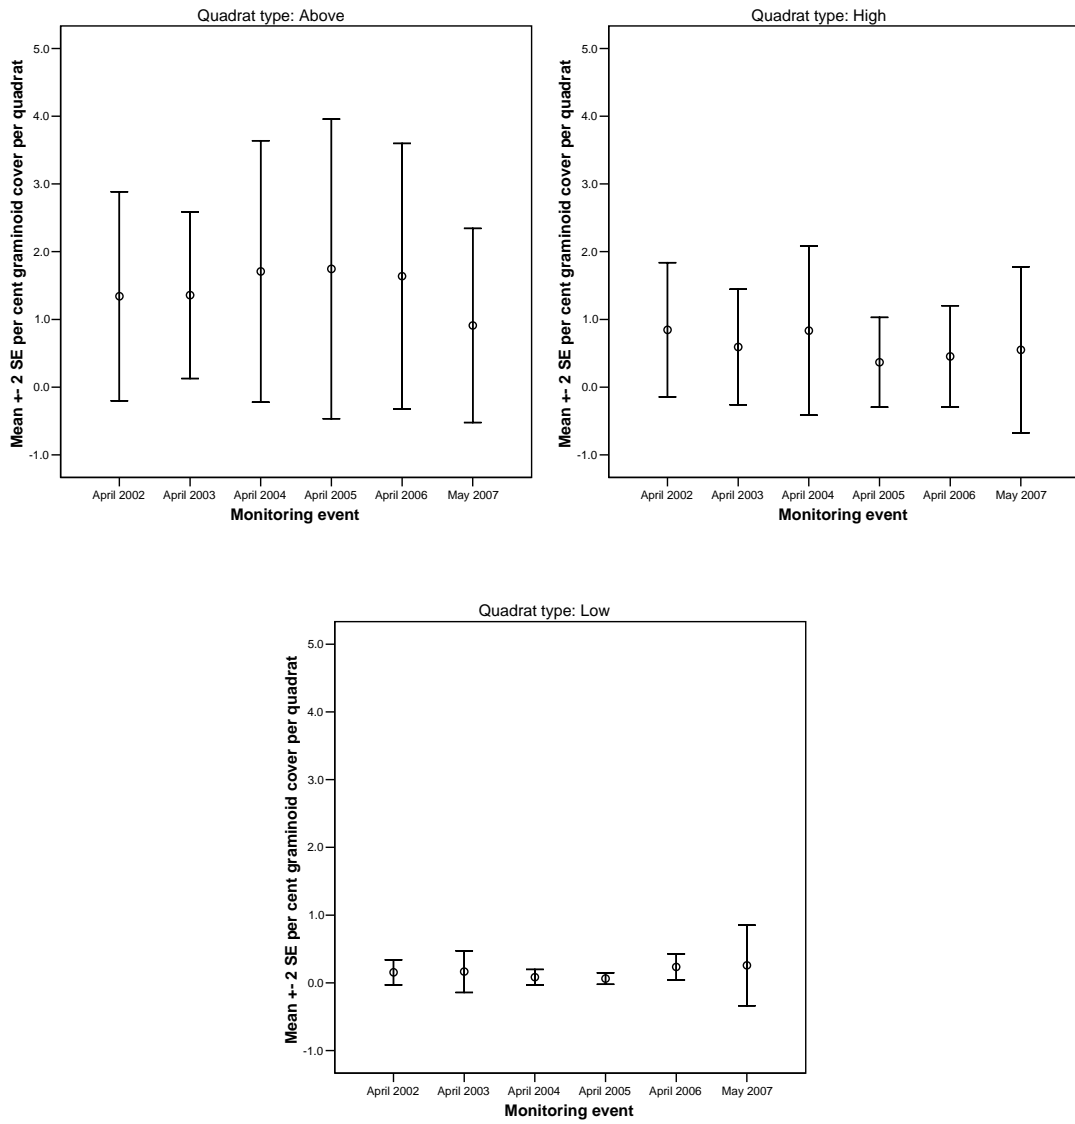 Quadrat type: Above
Mean +- 2 SE per cent graminoid cover per quadrat
5.0
4.0
3.0
2.0
1.0
0.0
-1.0
April 2002 April 2003 April 2004 April 2005 April 2006 May 2007
Monitoring event
Quadrat type: High
Mean +- 2 SE per cent graminoid cover per quadrat
5.0
4.0
3.0
2.0
1.0
0.0
-1.0
April 2002 April 2003 April 2004 April 2005 April 2006 May 2007
Monitoring event
Quadrat type: Low
Mean +- 2 SE per cent graminoid cover per quadrat
5.0
4.0
3.0
2.0
1.0
0.0
-1.0
April 2002 April 2003 April 2004 April 2005 April 2006 May 2007
Monitoring event